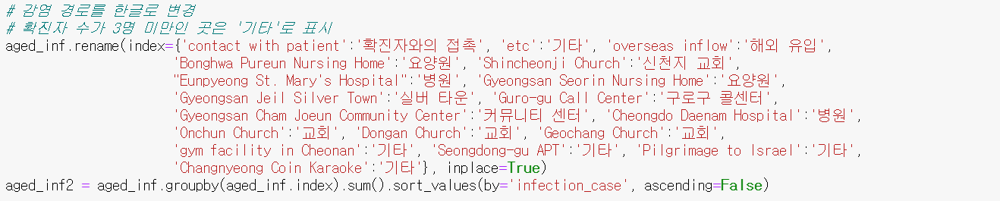 # 감염 경로를 한글로 변경
# 확진자 수가 3명 미만인 곳은 '기타'로 표시
aged_inf.rename(index={'contact with patient':'확진자와의 접촉', 'etc':'기타', 'overseas inflow':'해외 유입',
'Bonghwa Pureun Nursing Home':'요양원', 'Shincheonji Church':'신천지 교회',
"Eunpyeong St. Mary's Hospital":'병원', 'Gyeongsan Seorin Nursing Home':'요양원',
'Gyeongsan Jeil Silver Town':'실버 타운', 'Guro-gu Call Center':'구로구 콜센터',
'Gyeongsan Cham Joeun Community Center':'커뮤니티 센터', 'Cheongdo Daenam Hospital':'병원',
'Onchun Church':'교회', 'Dongan Church':'교회', 'Geochang Church':'교회',
'gym facility in Cheonan':'기타', 'Seongdong-gu APT':'기타', 'Pilgrimage to Israel':'기타',
'Changnyeong Coin Karaoke':'기타'}, inplace=True)
aged_inf2 = aged_inf.groupby(aged_inf.index).sum().sort_values(by='infection_case', ascending=False)